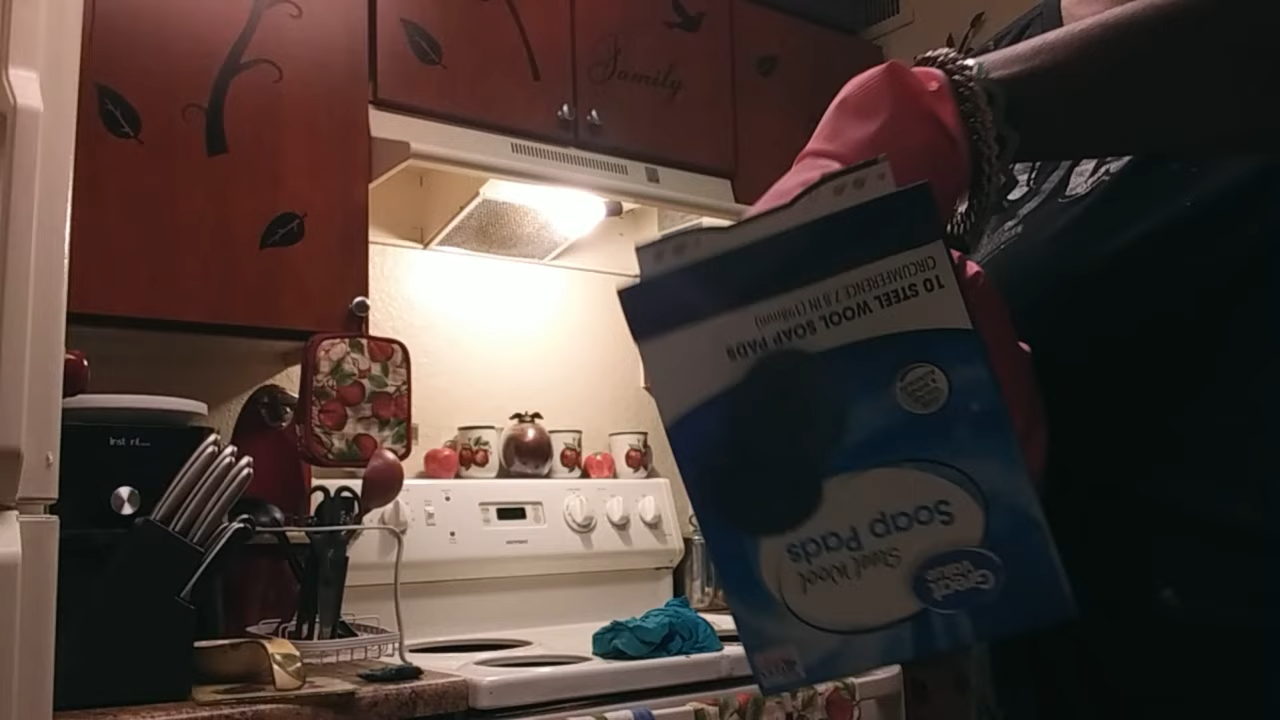 Family
10 STEEL WOOL SOAP PADS
CIRCUMFERENCE 7.8 IN (198mm)
Great
Value
Steel Wool
Soap Pads